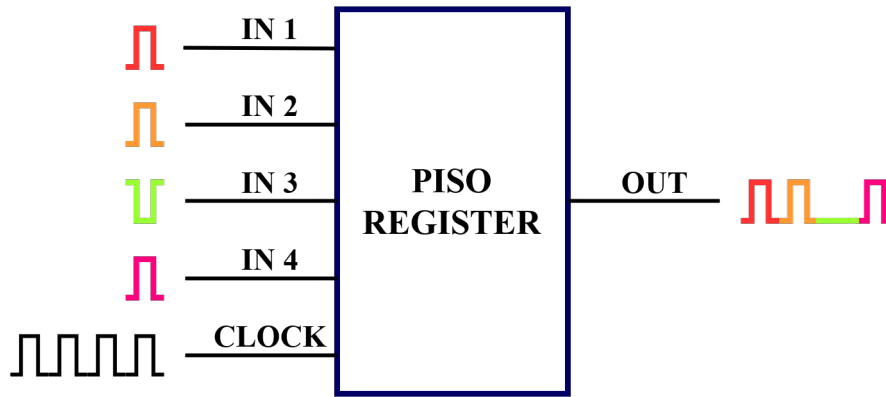 IN 1
IN 2
IN 3
IN 4
CLOCK
PISO
REGISTER
OUT